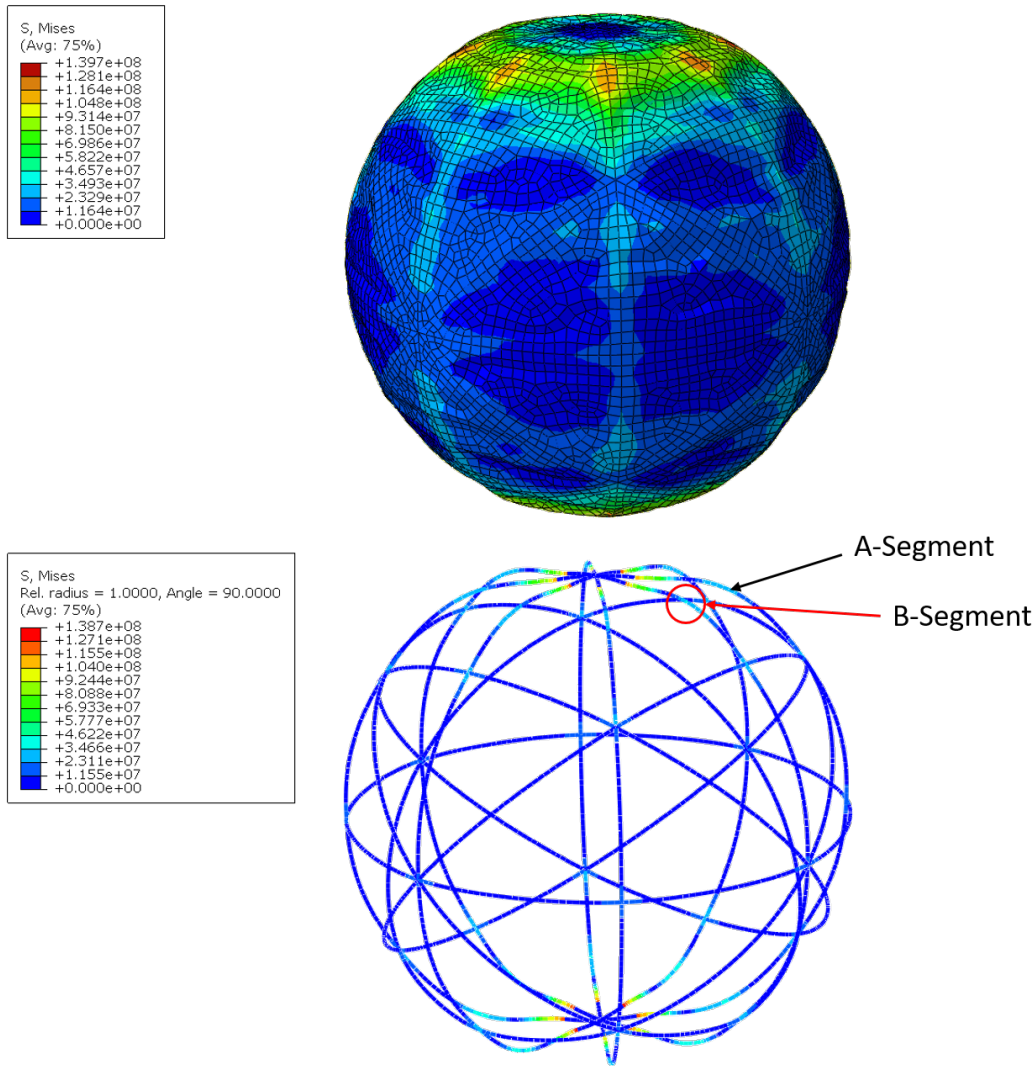 S, Mises
(Avg: 75%)
+1.397e+08
+1.281e+08
+1.164e+08
+1.048e+08
+9.314e+07
+8.150e+07
+6.986e+07
+5.822e+07
+4.657e+07
+3.493e+07
+2.329e+07
+1.164e+07
+0.000e+00
A-Segment
B-Segment
S, Mises
Rel. radius = 1.0000, Angle = 90.0000
(Avg: 75%)
+1.387e+08
+1.271e+08
+1.155e+08
+1.040e+08
+9.244e+07
+8.088e+07
+6.933e+07
+5.777e+07
+4.622e+07
+3.466e+07
+2.311e+07
+1.155e+07
+0.000e+00